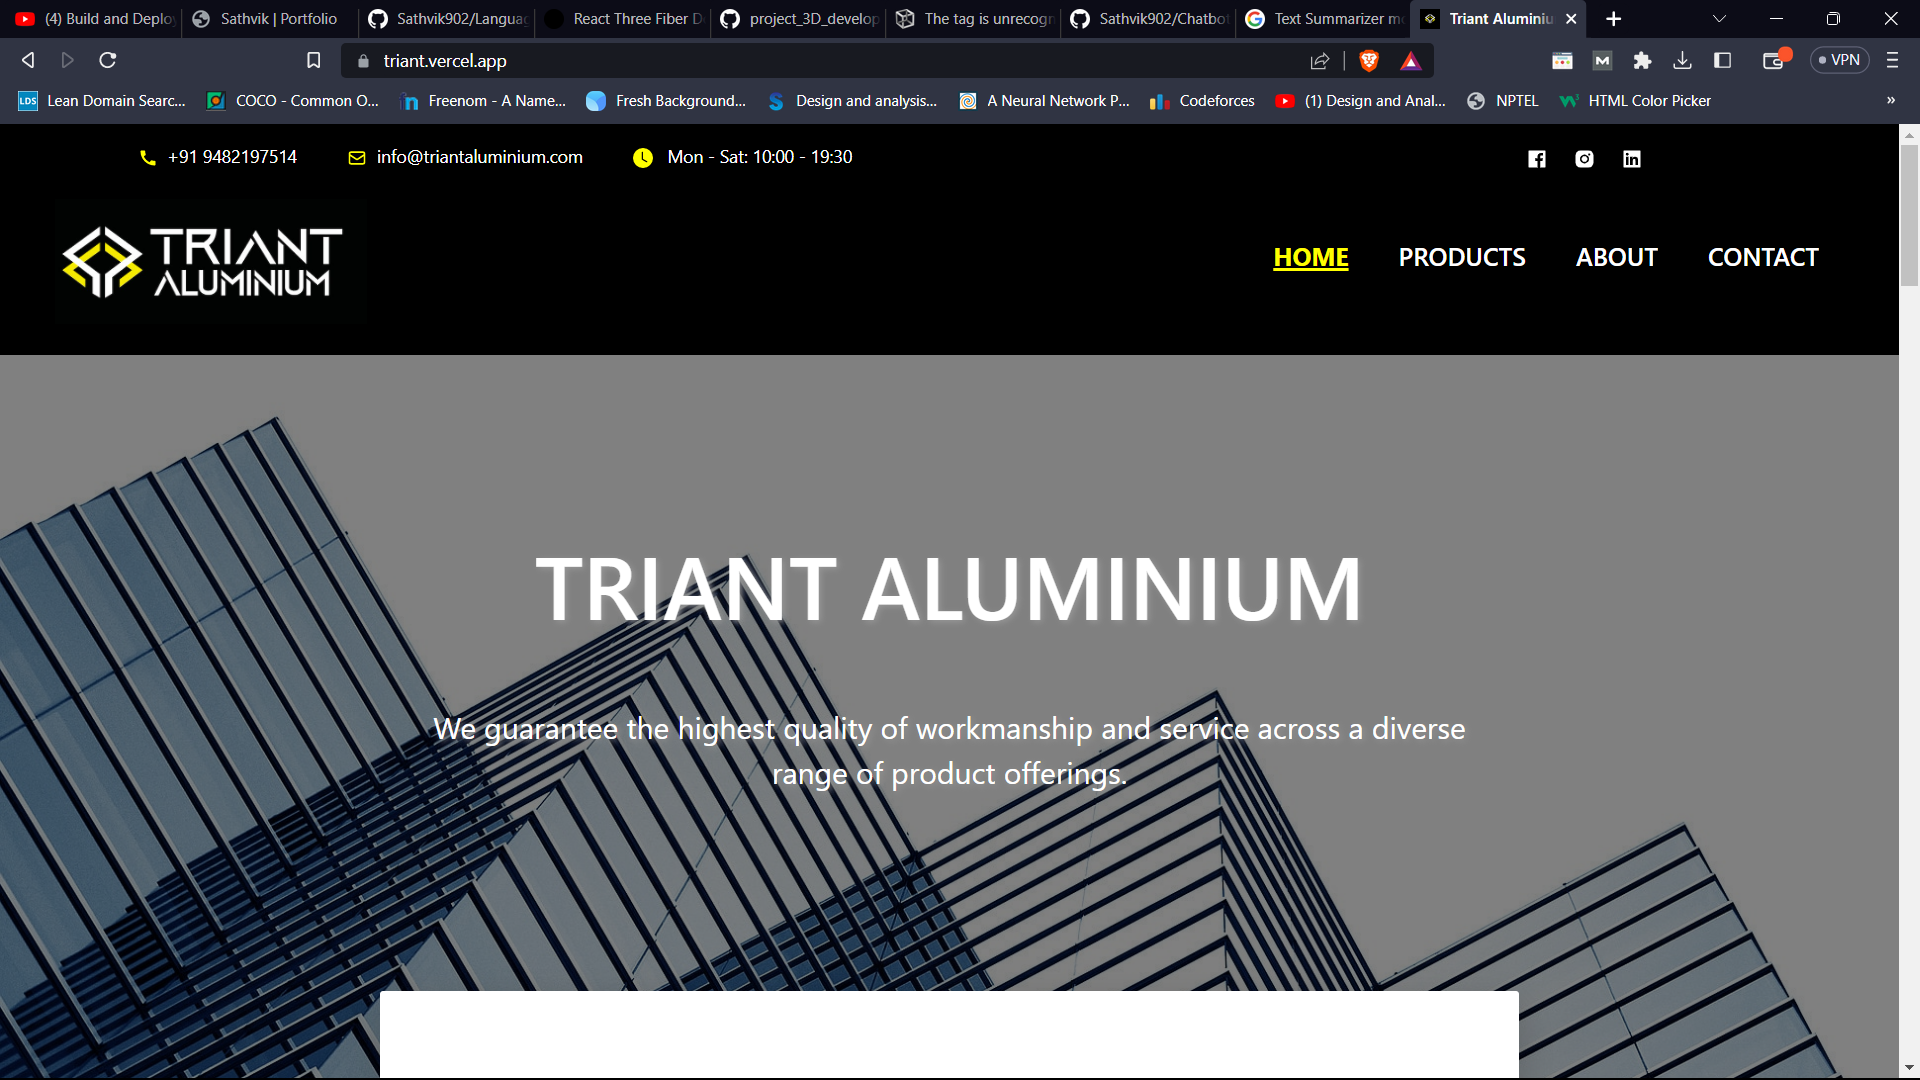 (4) Build and Deploy
Sathvik | Portfolio
Sathvik902/Languag
React Three Fiber D
project_3D_develop
The tag is unrecogn
Sathvik902/Chatbot
Text Summarizer mo
Triant Aluminiu
triant.vercel.app
VPN
LDS
Lean Domain Searc...
COCO - Common O...
Freenom - A Name...
Fresh Background...
Design and analysis...
A Neural Network P...
Codeforces
(1) Design and Anal...
NPTEL
HTML Color Picker
»
+91 9482197514
info@triantaluminium.com
Mon - Sat: 10:00 - 19:30
TRIANT
ALUMINIUM
HOME
PRODUCTS
ABOUT
CONTACT
TRIANT ALUMINIUM
We guarantee the highest quality of workmanship and service across a diverse
range of product offerings.